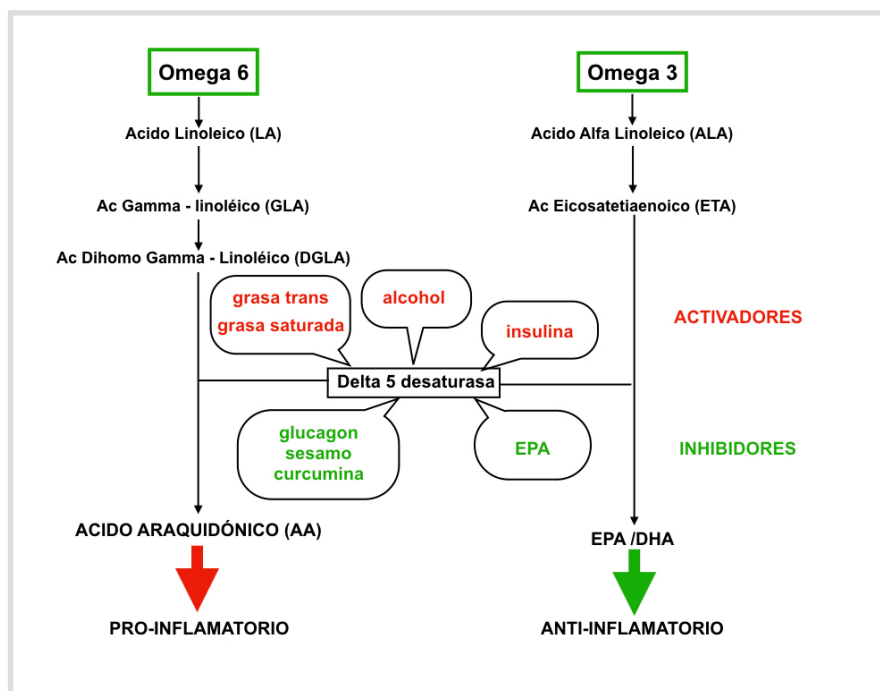 Omega 6
Omega 3
Acido Linoleico (LA)
Acido Alfa Linoleico (ALA)
Ac Gamma - linoléico (GLA)
Ac Eicosatetiaenoico (ETA)
Ac Dihomo Gamma - Linoléico (DGLA)
grasa trans
grasa saturada
alcohol
insulina
ACTIVADORES
Delta 5 desaturasa
glucagon
sesamo
curcumina
EPA
INHIBIDORES
ACIDO ARAQUIDÓNICO (AA)
EPA /DHA
PRO-INFLAMATORIO
ANTI-INFLAMATORIO